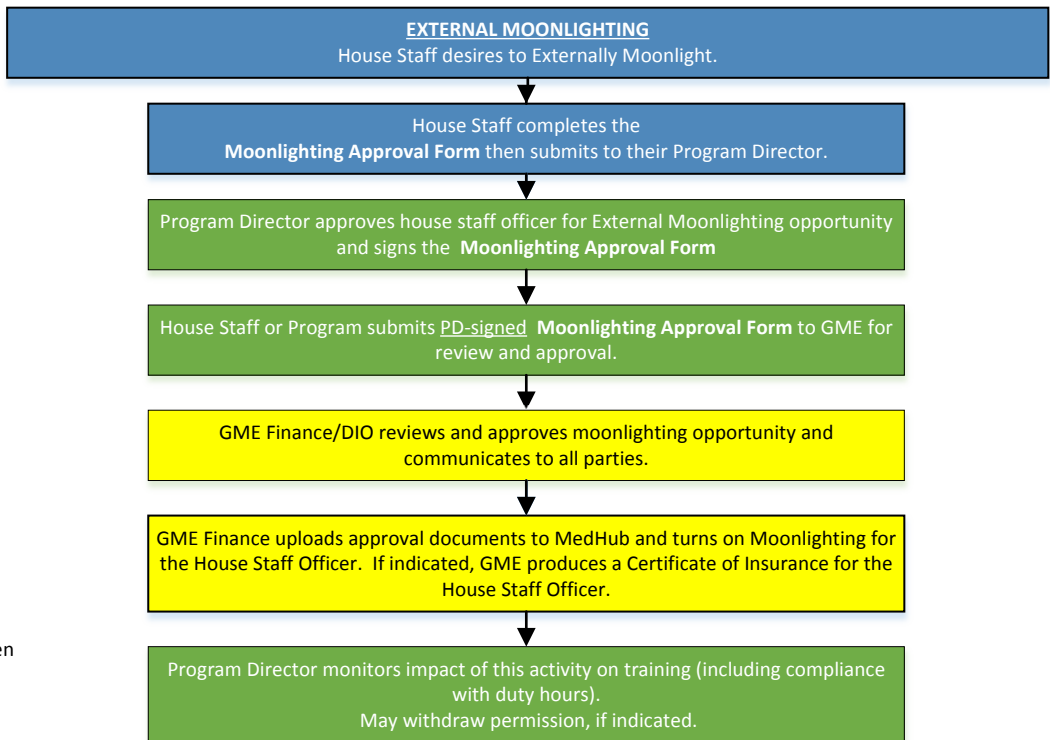 EXTERNAL MOONLIGHTING
House Staff desires to Externally Moonlight.
House Staff completes the
Moonlighting Approval Form then submits to their Program Director.
Program Director approves house staff officer for External Moonlighting opportunity
and signs the Moonlighting Approval Form
House Staff or Program submits PD-signed Moonlighting Approval Form to GME for
review and approval.
GME Finance/DIO reviews and approves moonlighting opportunity and
communicates to all parties.
GME Finance uploads approval documents to MedHub and turns on Moonlighting for
the House Staff Officer. If indicated, GME produces a Certificate of Insurance for the
House Staff Officer.
en
Program Director monitors impact of this activity on training (including compliance
with duty hours).
May withdraw permission, if indicated.